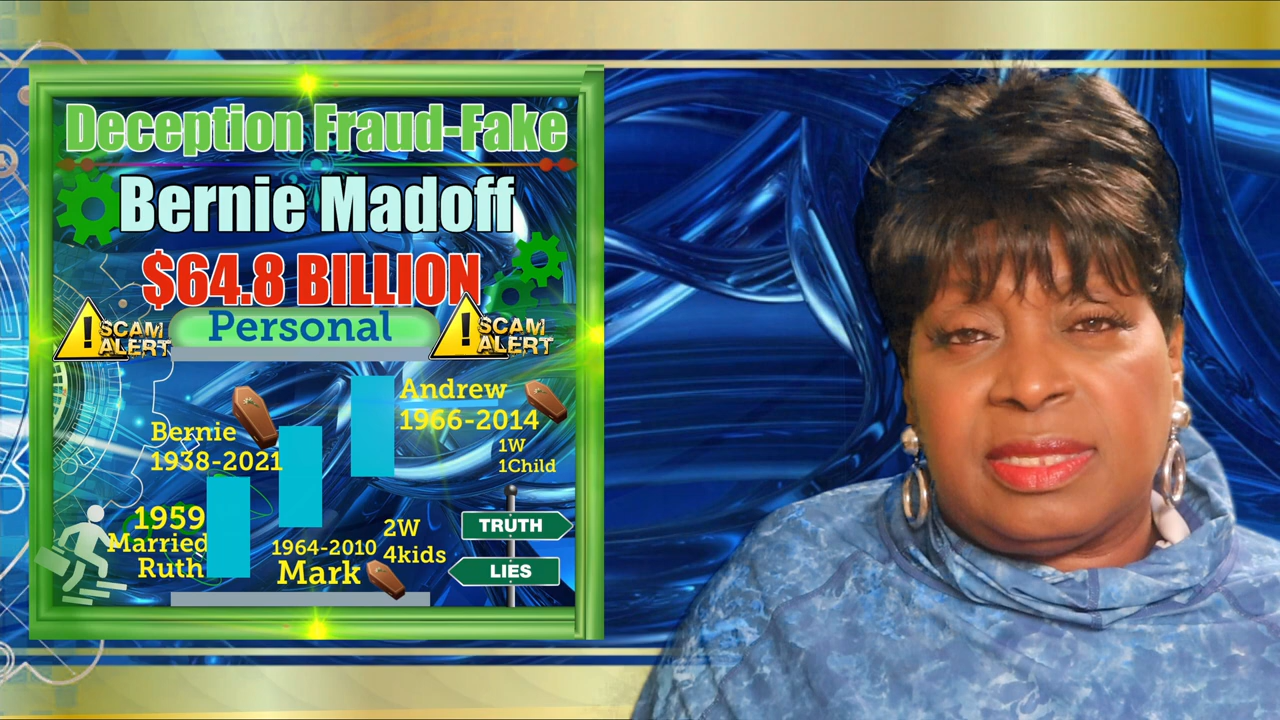 Deception Fraud-Fake
Bernie Madoff
$64.8 BILLION
Personal
SCAM
ALERT
SCAM
ALERT
Andrew
1966-2014
1W
1Child
Bernie
1938-2021
1959
Married
Ruth
1964-2010
Mark
2W
4kids
TRUTH
LIES